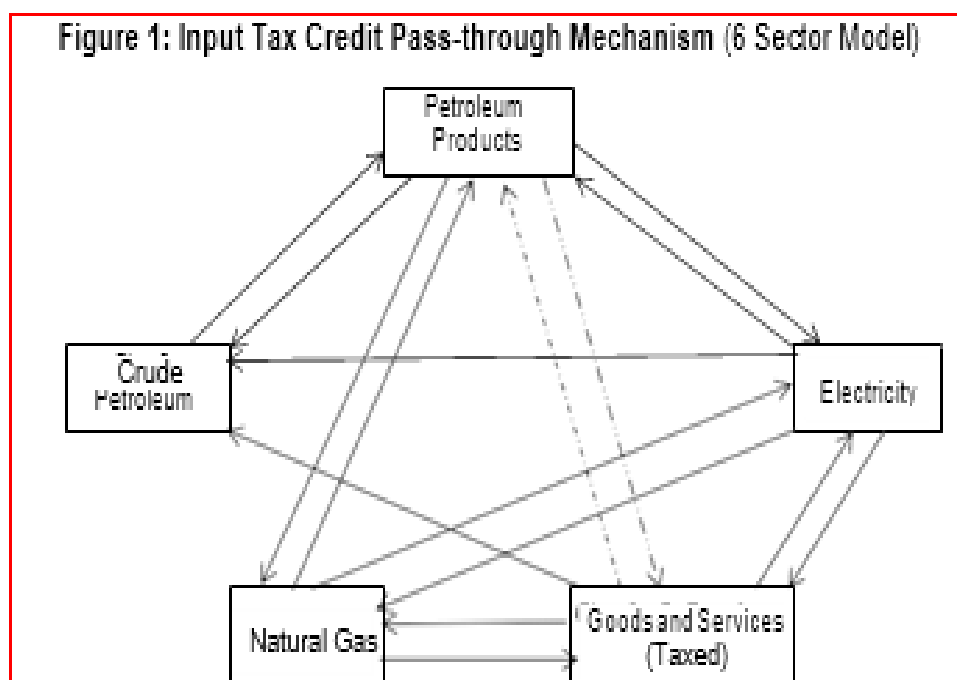 Figure 1: Input Tax Credit Pass-through Mechanism (6 Sector Model)
Petroleum
Products
Crude
Petroleum
Electricity
Natural Gas
Goods and Services
(Taxed)